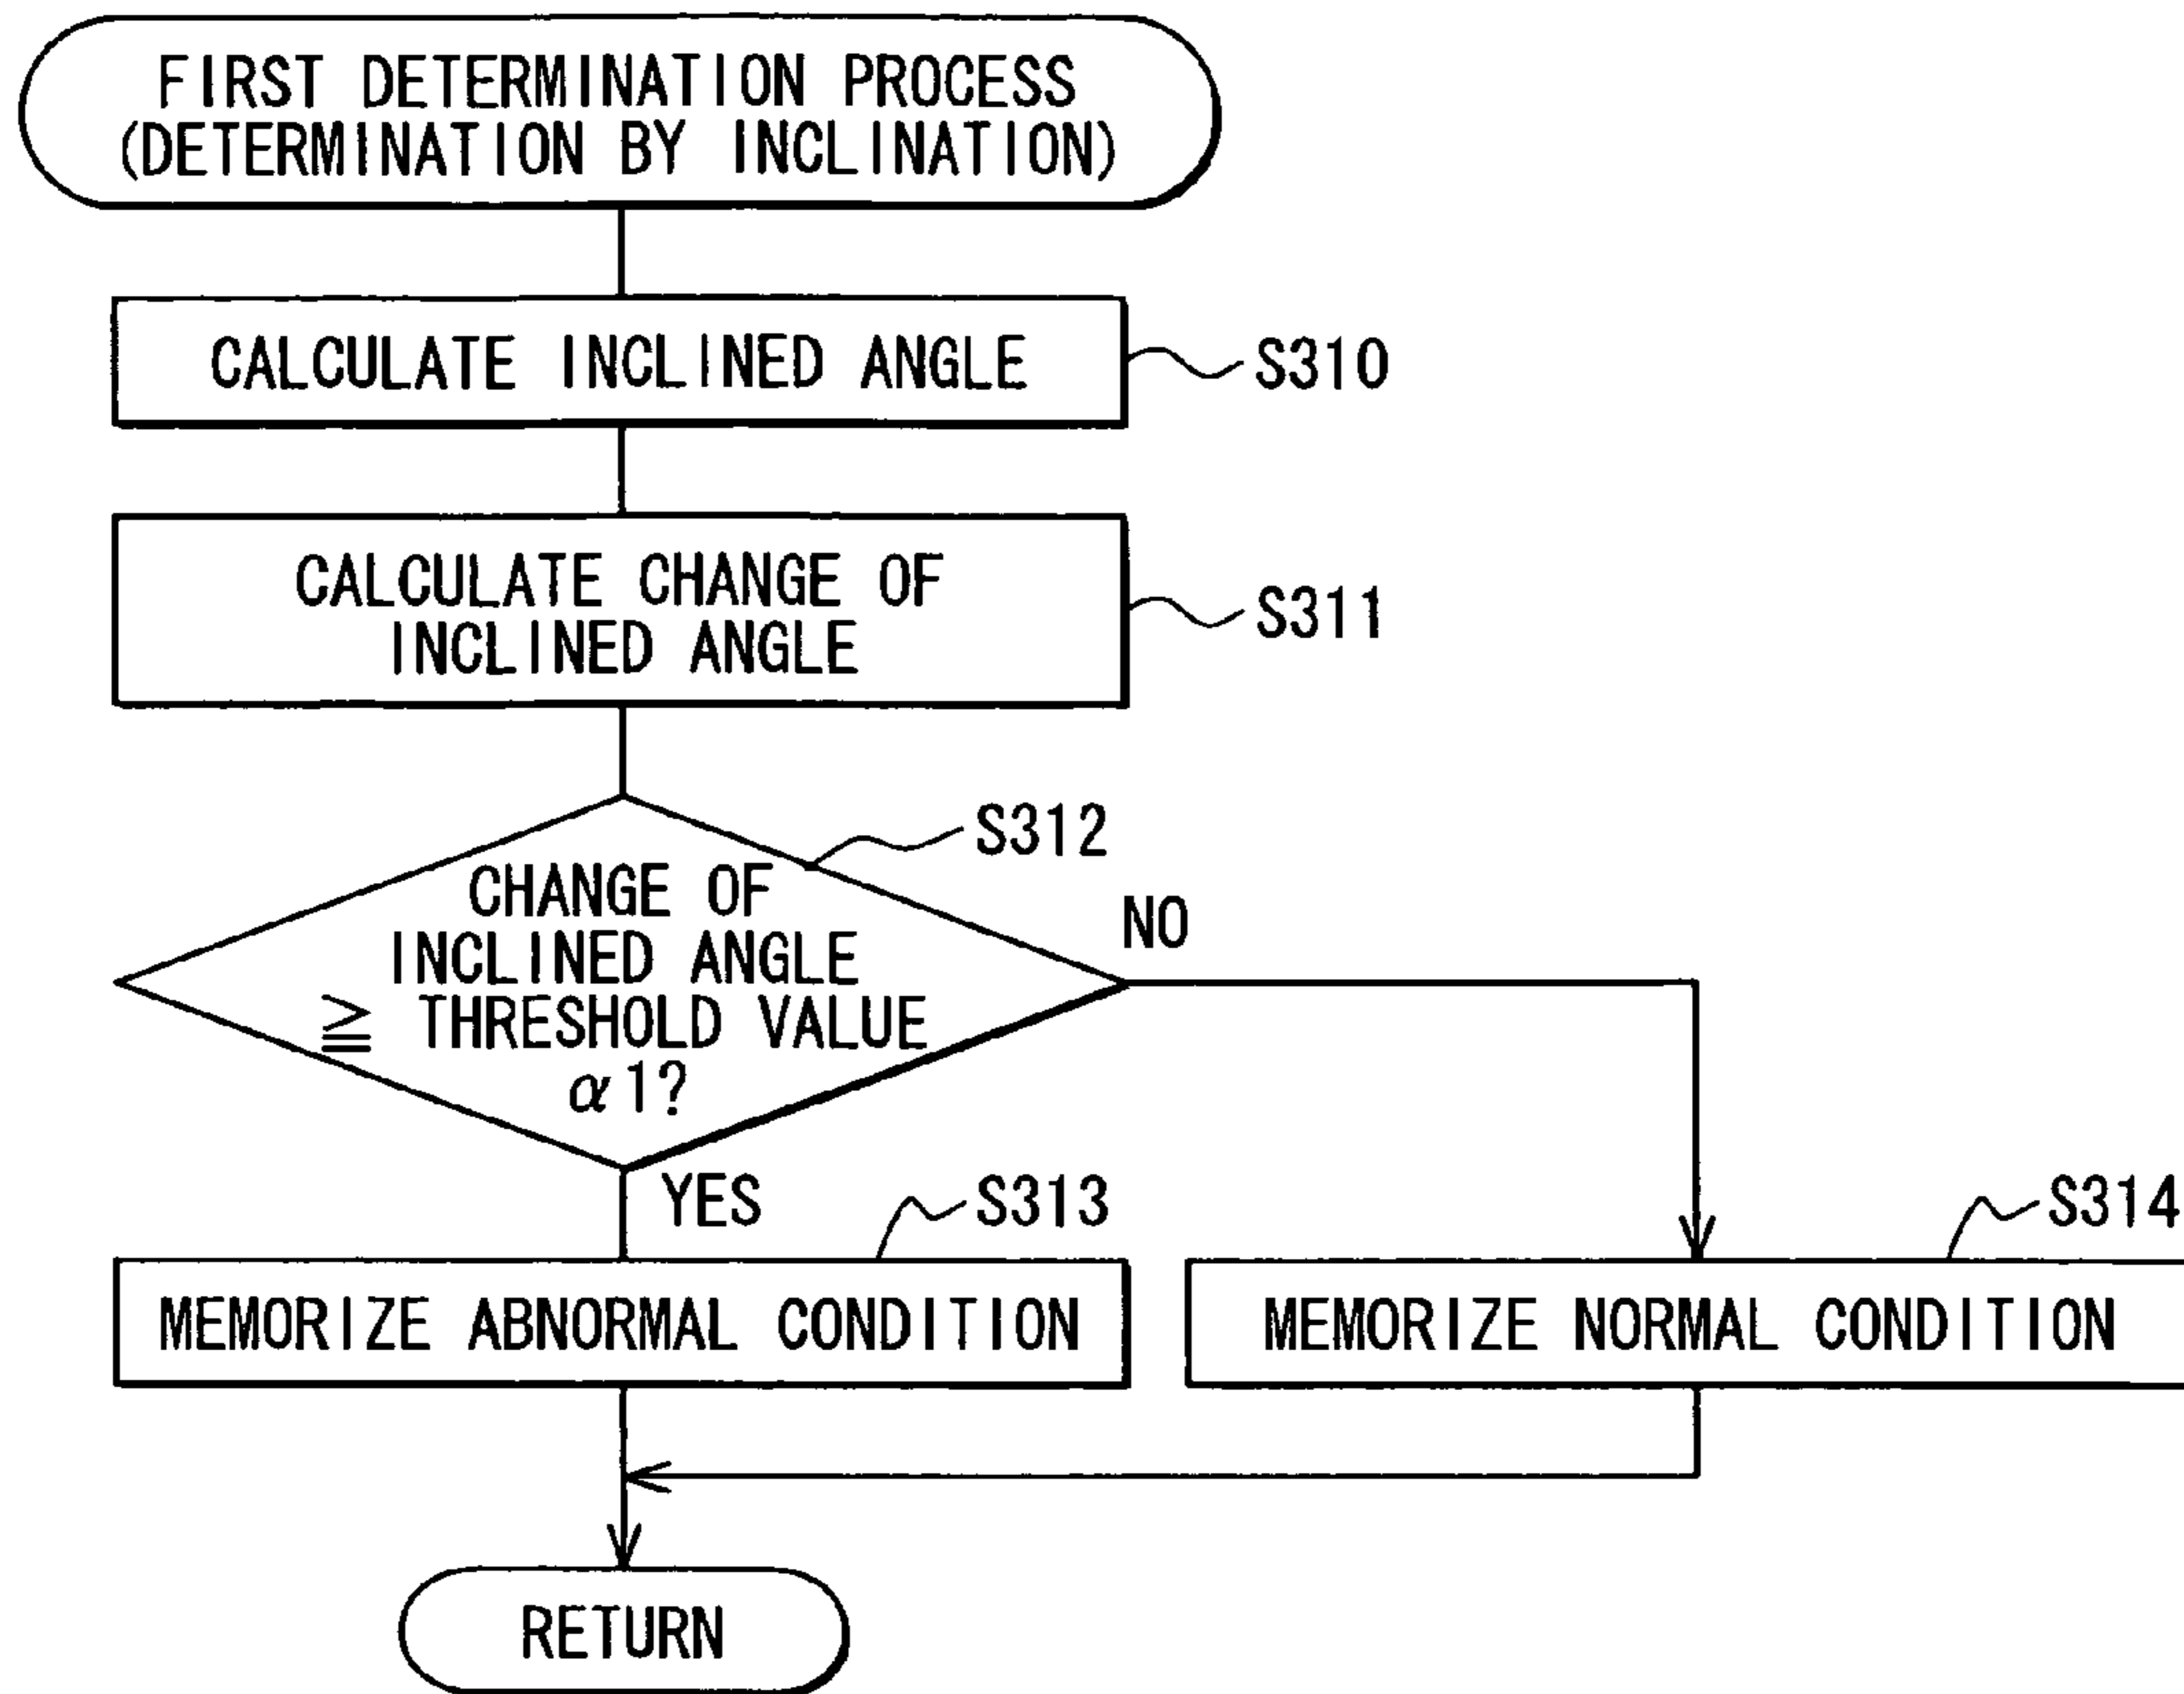 FIRST DETERMINATION PROCESS
(DETERMINATION BY INCLINATION)
CALCULATE INCLINED ANGLE
S310
CALCULATE CHANGE OF
INCLINED ANGLE
S311
S312
CHANGE OF
INCLINED ANGLE
≧ THRESHOLD VALUE
α1?
NO
YES
S313
S314
MEMORIZE ABNORMAL CONDITION
MEMORIZE NORMAL CONDITION
RETURN